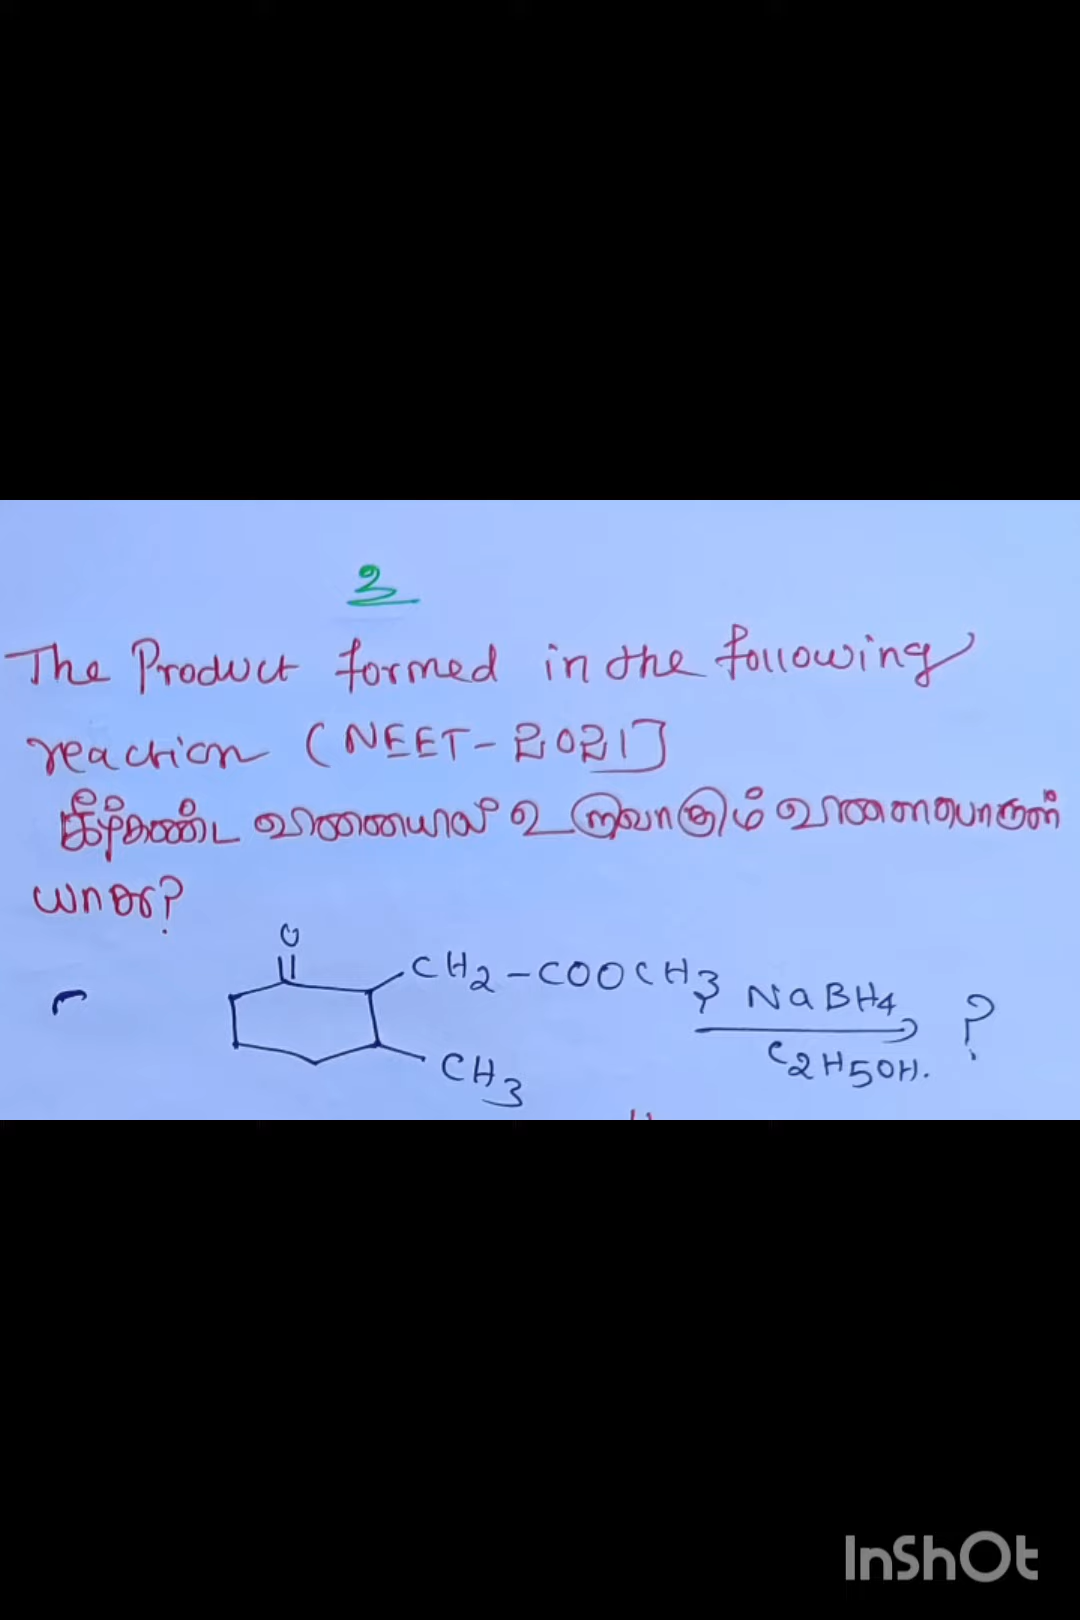 2
The Product formed in the following
reaction (NEET-2021]
கீழ்கண்ட வினையால் உருவாகும் வினைபொருள்
யாது?
O
CH2-COOCH3 NaBH4 ?
C2H5OH.
CH3
InShOt